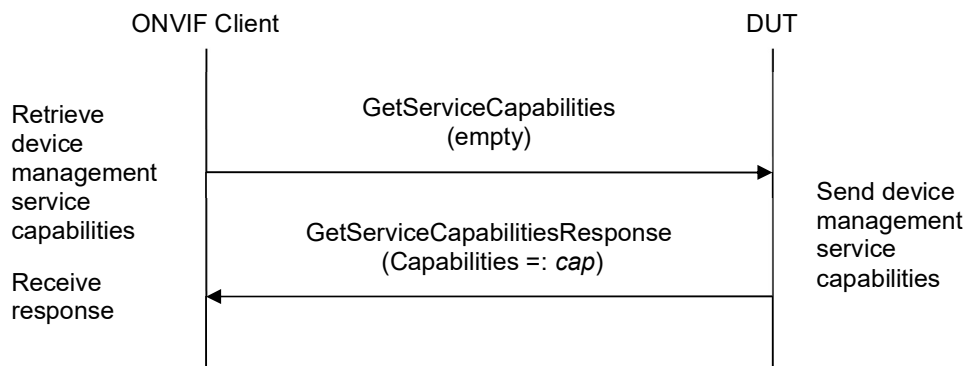 ONVIF Client
DUT
Retrieve
device
management
service
capabilities
GetServiceCapabilities
(empty)
Send device
management
service
capabilities
GetServiceCapabilitiesResponse
(Capabilities =: cap)
Receive
response